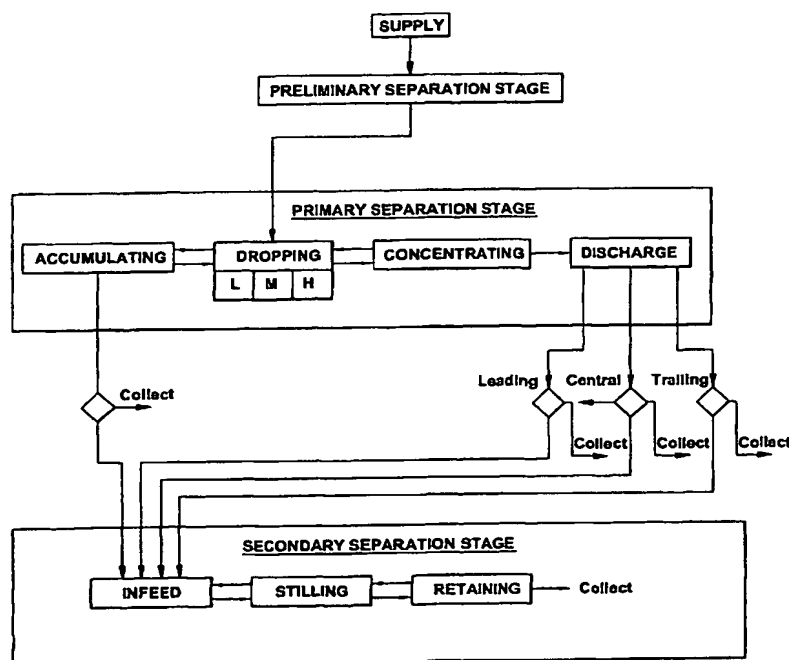 SUPPLY
PRELIMINARY SEPARATION STAGE
PRIMARY SEPARATION STAGE
ACCUMULATING
DROPPING
CONCENTRATING
DISCHARGE
L
M
H
Leading
Central
Trailing
Collect
Collect
Collect
Collect
SECONDARY SEPARATION STAGE
INFEED
STILLING
RETAINING
Collect